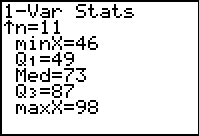 1-Var Stats
↑n=11
minX=46
Q₁=49
Med=73
Q₃=87
maxX=98